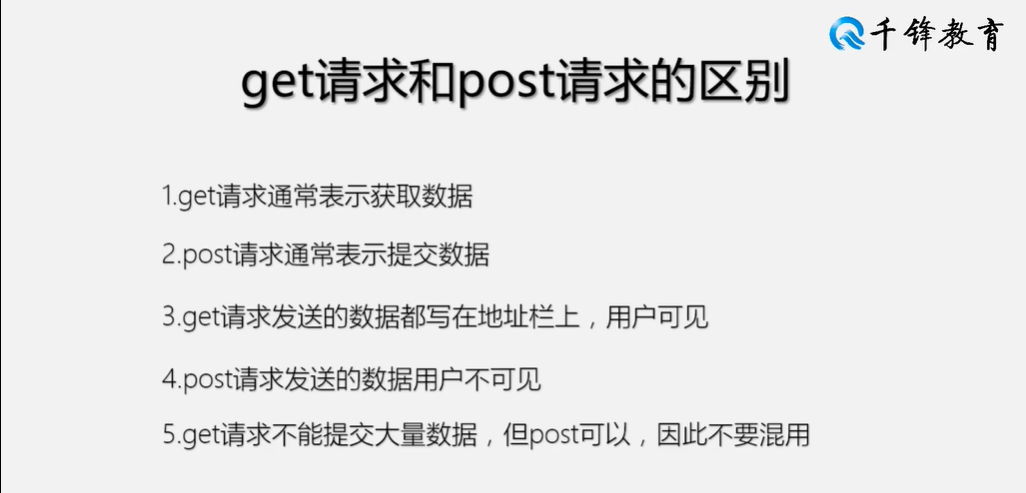 千锋教育
get请求和post请求的区别
1.get请求通常表示获取数据
2.post请求通常表示提交数据
3.get请求发送的数据都写在地址栏上，用户可见
4.post请求发送的数据用户不可见
5.get请求不能提交大量数据，但post可以，因此不要混用